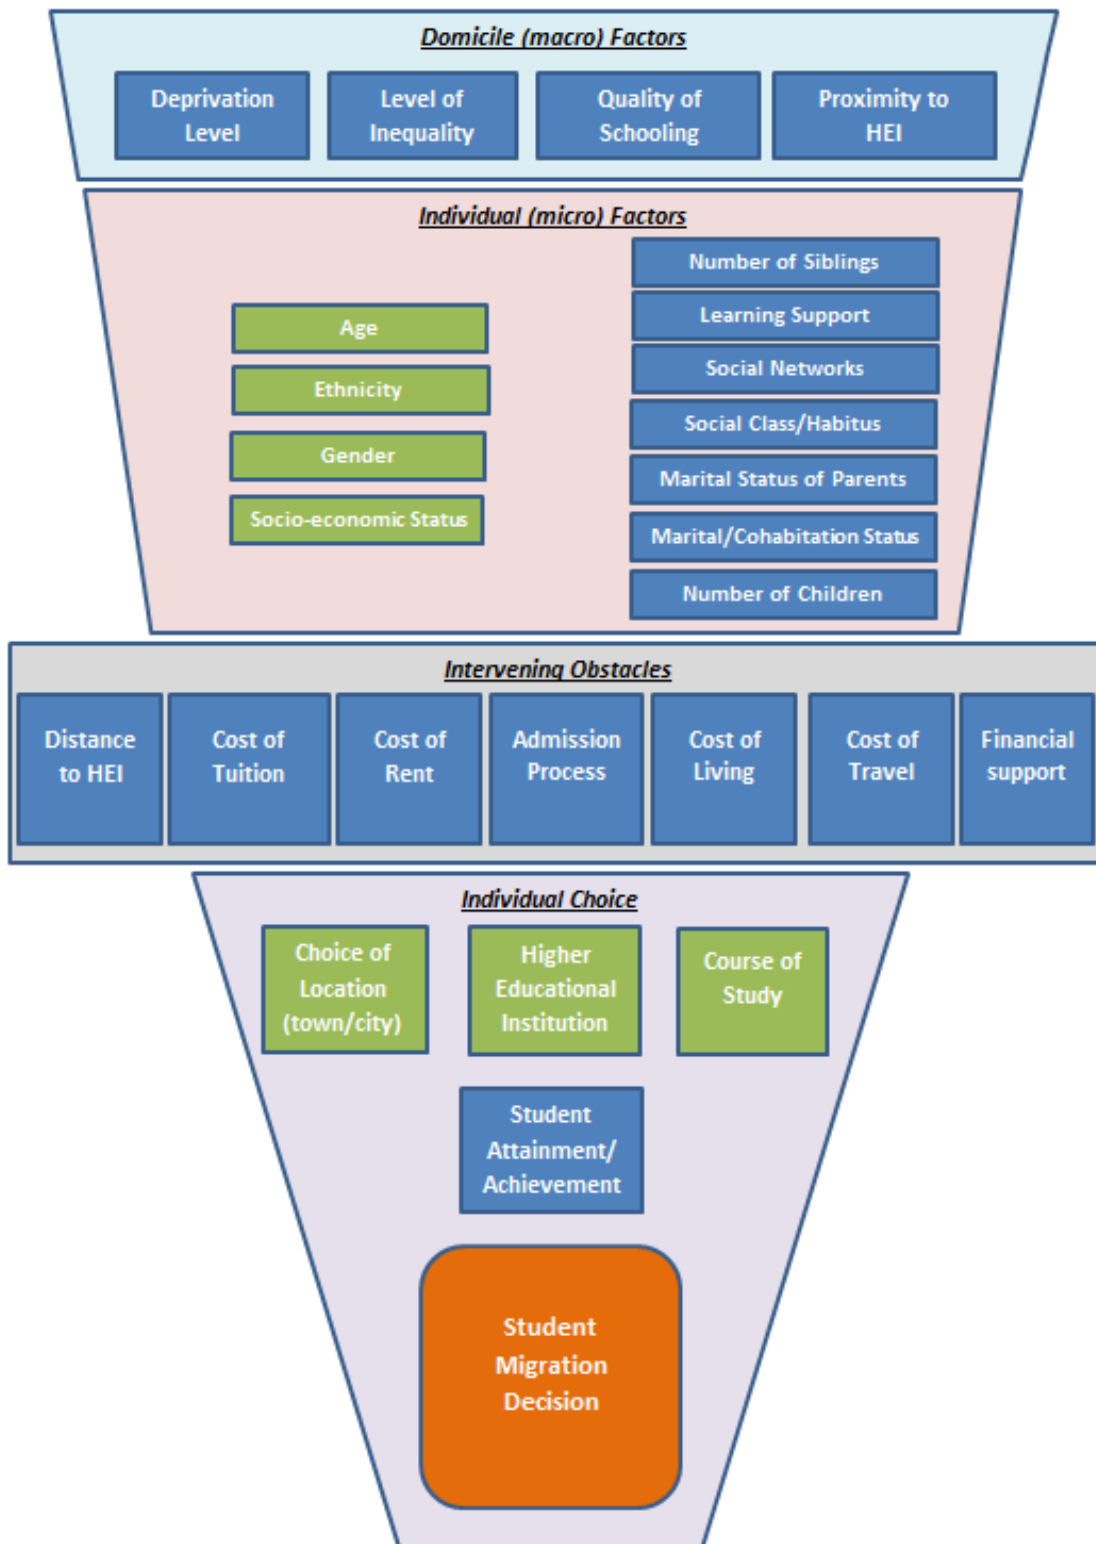 Domicile (macro) Factors
Deprivation
Level
Level of
Inequality
Quality of
Schooling
Proximity to
HEI
Individual (micro) Factors
Age
Ethnicity
Gender
Socio-economic Status
Number of Siblings
Learning Support
Social Networks
Social Class/Habitus
Marital Status of Parents
Marital/Cohabitation Status
Number of Children
Intervening Obstacles
Distance
to HEI
Cost of
Tuition
Cost of
Rent
Admission
Process
Cost of
Living
Cost of
Travel
Financial
support
Individual Choice
Choice of
Location
(town/city)
Higher
Educational
Institution
Course of
Study
Student
Attainment/
Achievement
Student
Migration
Decision